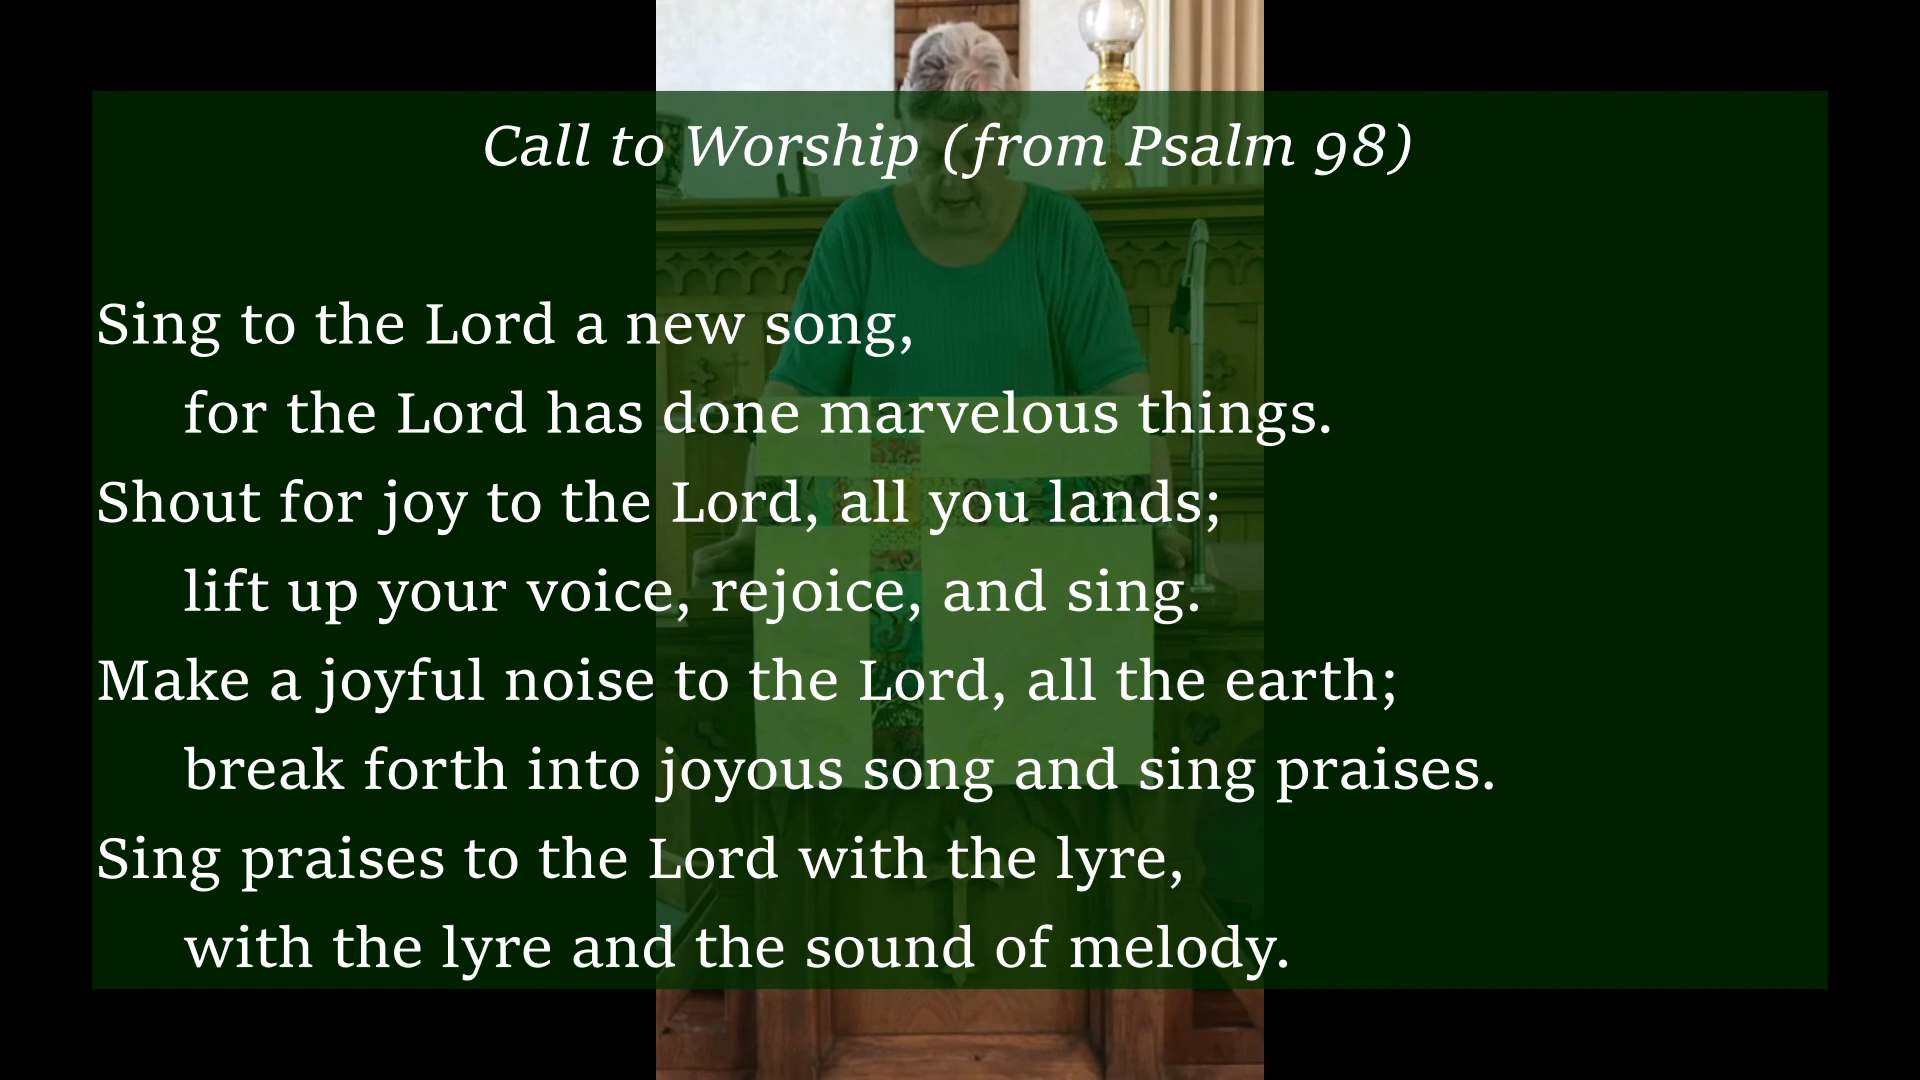 Call to Worship (from Psalm 98)
Sing to the Lord a new song,
for the Lord has done marvelous things.
Shout for joy to the Lord, all you lands;
lift up your voice, rejoice, and sing.
Make a joyful noise to the Lord, all the earth;
break forth into joyous song and sing praises.
Sing praises to the Lord with the lyre,
with the lyre and the sound of melody.